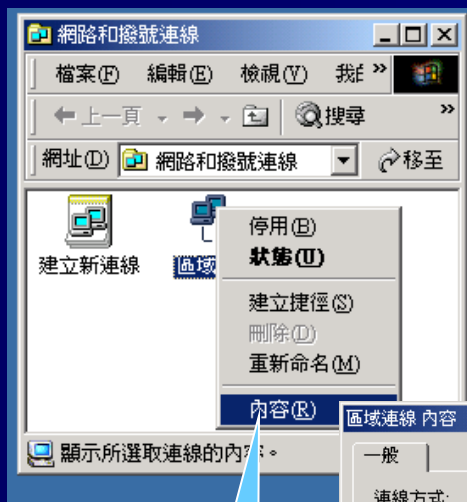 網路和撥號連線
檔案(F) 編輯(E) 檢視(V) 我 »
上一頁 搜尋 »
網址(D) 網路和撥號連線 移至
建立新連線
區域
停用(B)
狀態(U)
建立捷徑(S)
刪除(D)
重新命名(M)
內容(R)
顯示所選取連線的內容。
區域連線 內容
一般
連線方式: